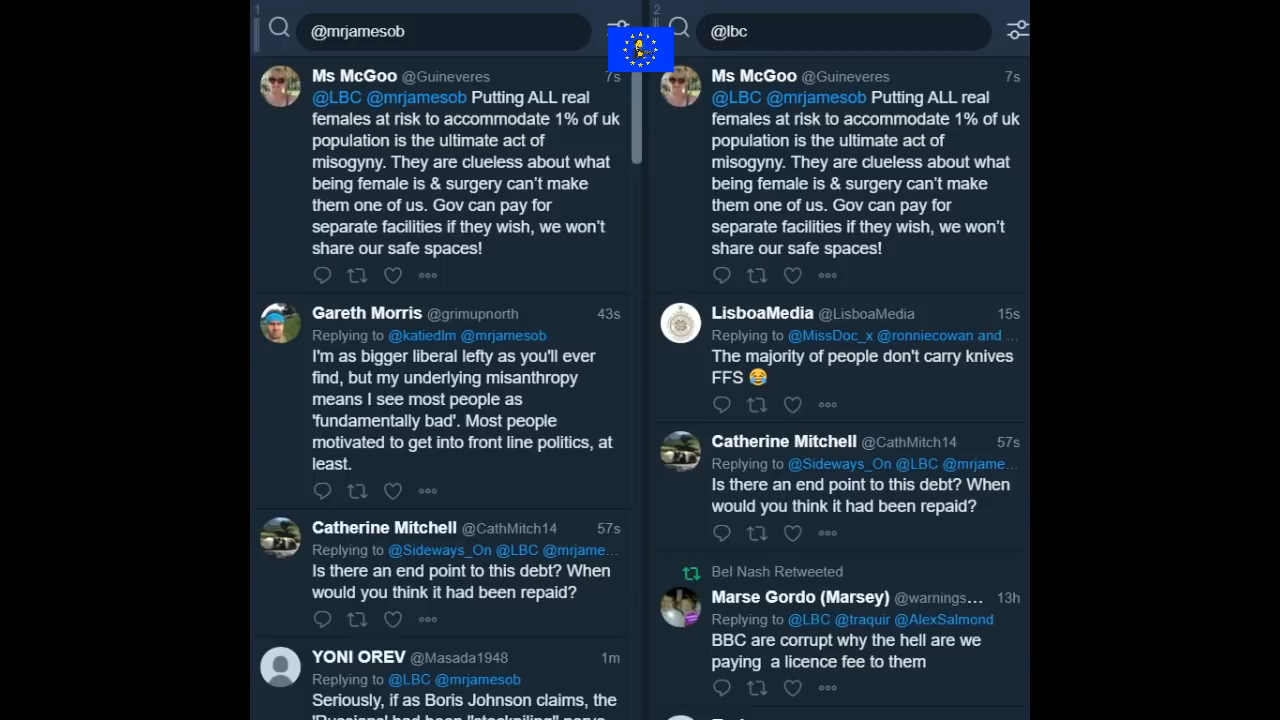 1
@mrjamesob
Ms McGoo @Guineveres 7s
@LBC @mrjamesob Putting ALL real
females at risk to accommodate 1% of uk
population is the ultimate act of
misogyny. They are clueless about what
being female is & surgery can't make
them one of us. Gov can pay for
separate facilities if they wish, we won't
share our safe spaces!
Gareth Morris @grimupnorth 43s
Replying to @katiedlm @mrjamesob
I'm as bigger liberal lefty as you'll ever
find, but my underlying misanthropy
means I see most people as
'fundamentally bad'. Most people
motivated to get into front line politics, at
least.
Catherine Mitchell @CathMitch14 57s
Replying to @Sideways_On @LBC @mrjame...
Is there an end point to this debt? When
would you think it had been repaid?
YONI OREV @Masada1948 1m
Replying to @LBC @mrjamesob
Seriously, if as Boris Johnson claims, the
2
@lbc
Ms McGoo @Guineveres 7s
@LBC @mrjamesob Putting ALL real
females at risk to accommodate 1% of uk
population is the ultimate act of
misogyny. They are clueless about what
being female is & surgery can't make
them one of us. Gov can pay for
separate facilities if they wish, we won't
share our safe spaces!
LisboaMedia @LisboaMedia 15s
Replying to @MissDoc_x @ronniecowan and ...
The majority of people don't carry knives
FFS 😂
Catherine Mitchell @CathMitch14 57s
Replying to @Sideways_On @LBC @mrjame...
Is there an end point to this debt? When
would you think it had been repaid?
Bel Nash Retweeted
Marse Gordo (Marsey) @warnings... 13h
Replying to @LBC @traquir @AlexSalmond
BBC are corrupt why the hell are we
paying a licence fee to them